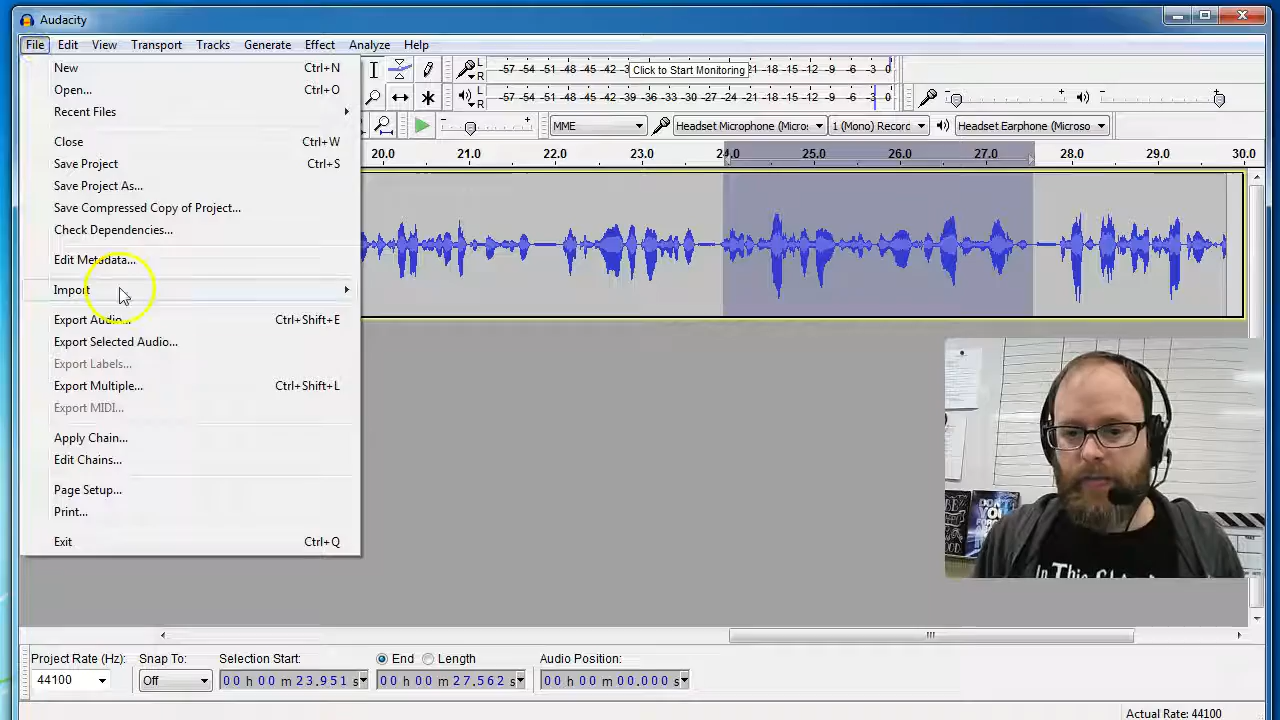 Audacity
File Edit View Transport Tracks Generate Effect Analyze Help
New Ctrl+N
Open... Ctrl+O
Recent Files
Close Ctrl+W
Save Project Ctrl+S
Save Project As...
Save Compressed Copy of Project...
Check Dependencies...
Edit Metadata...
Import
Export Audio... Ctrl+Shift+E
Export Selected Audio...
Export Labels...
Export Multiple... Ctrl+Shift+L
Export MIDI...
Apply Chain...
Edit Chains...
Page Setup...
Print...
Exit Ctrl+Q
L R -57 -54 -51 -48 -45 -42 -3 Click to Start Monitoring -21 -18 -15 -12 -9 -6 -3 0
L R -57 -54 -51 -48 -45 -42 -39 -36 -33 -30 -27 -24 -21 -18 -15 -12 -9 -6 -3 0
MME Headset Microphone (Micro: 1 (Mono) Record Headset Earphone (Microso
20.0 21.0 22.0 23.0 24.0 25.0 26.0 27.0 28.0 29.0 30.0
DON'T
YOU
In This
Project Rate (Hz): Snap To: Selection Start: End Length Audio Position:
44100 Off 00 h 00 m 23.951 s 00 h 00 m 27.562 s 00 h 00 m 00.000 s
Actual Rate: 44100